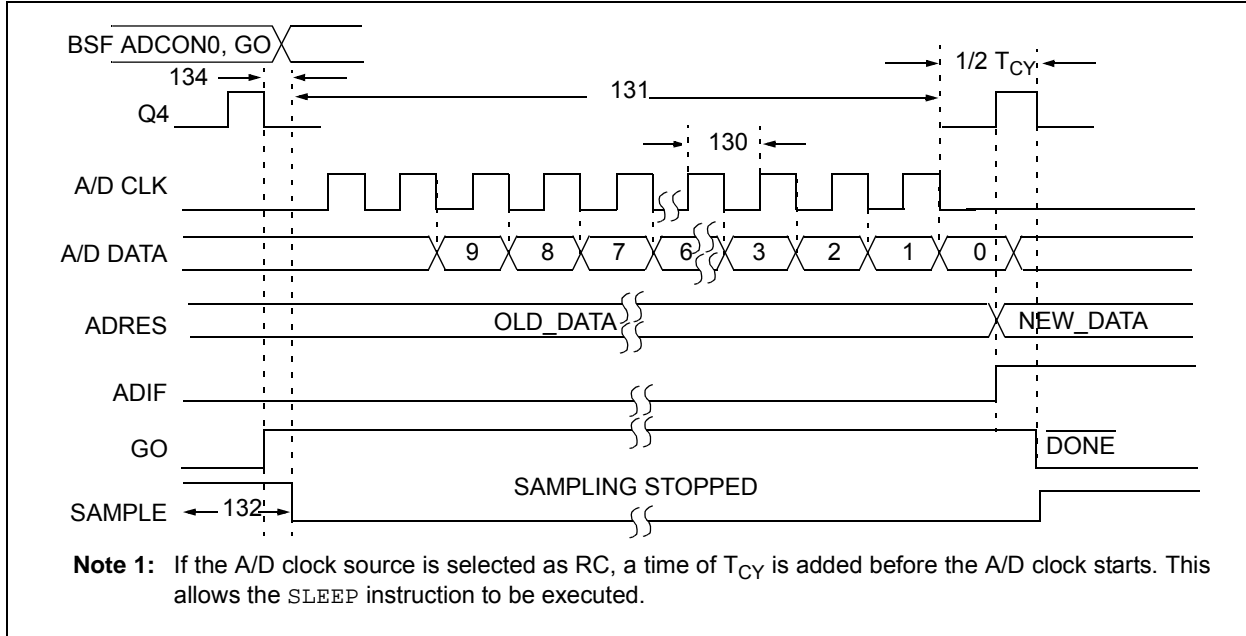 BSF ADCON0, GO
1/2 TCY
134
131
Q4
130
A/D CLK
A/D DATA
9 8 7 6 3 2 1 0
ADRES
OLD_DATA
NEW_DATA
ADIF
GO
DONE
SAMPLING STOPPED
SAMPLE
132
Note 1: If the A/D clock source is selected as RC, a time of TCY is added before the A/D clock starts. This
allows the SLEEP instruction to be executed.